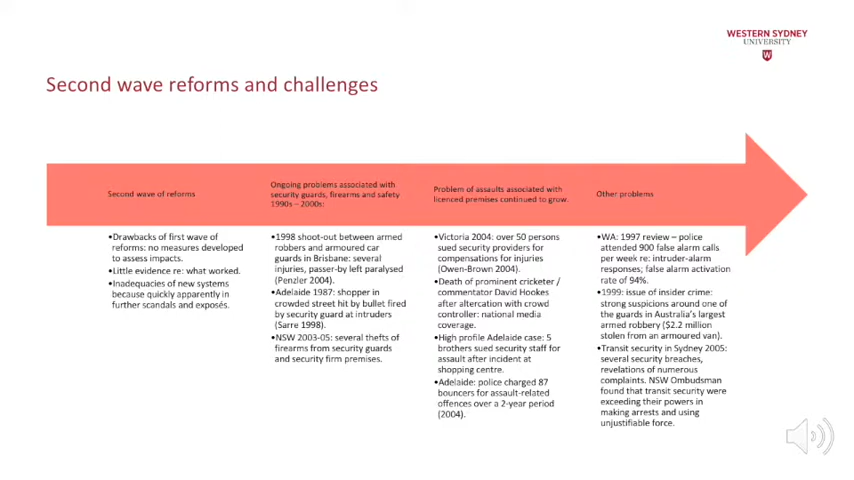 WESTERN SYDNEY
UNIVERSITY
W
Second wave reforms and challenges
Second wave of reforms
•Drawbacks of first wave of
reforms: no measures developed
to assess impacts.
•Little evidence re: what worked.
•Inadequacies of new systems
because quickly apparently in
further scandals and exposés.
Ongoing problems associated with
security guards, firearms and safety
1990s – 2000s:
•1998 shoot-out between armed
robbers and armoured car
guards in Brisbane: several
injuries, passer-by left paralysed
(Penzler 2004).
•Adelaide 1987: shopper in
crowded street hit by bullet fired
by security guard at intruders
(Sarre 1998).
•NSW 2003-05: several thefts of
firearms from security guards
and security firm premises.
Problem of assaults associated with
licenced premises continued to grow.
•Victoria 2004: over 50 persons
sued security providers for
compensations for injuries
(Owen-Brown 2004).
•Death of prominent cricketer /
commentator David Hookes
after altercation with crowd
controller: national media
coverage.
•High profile Adelaide case: 5
brothers sued security staff for
assault after incident at
shopping centre.
•Adelaide: police charged 87
bouncers for assault-related
offences over a 2-year period
(2004).
Other problems
•WA: 1997 review – police
attended 900 false alarm calls
per week re: intruder-alarm
responses; false alarm activation
rate of 94%.
•1999: issue of insider crime:
strong suspicions around one of
the guards in Australia's largest
armed robbery ($2.2 million
stolen from an armoured van).
•Transit security in Sydney 2005:
several security breaches,
revelations of numerous
complaints. NSW Ombudsman
found that transit security were
exceeding their powers in
making arrests and using
unjustifiable force.